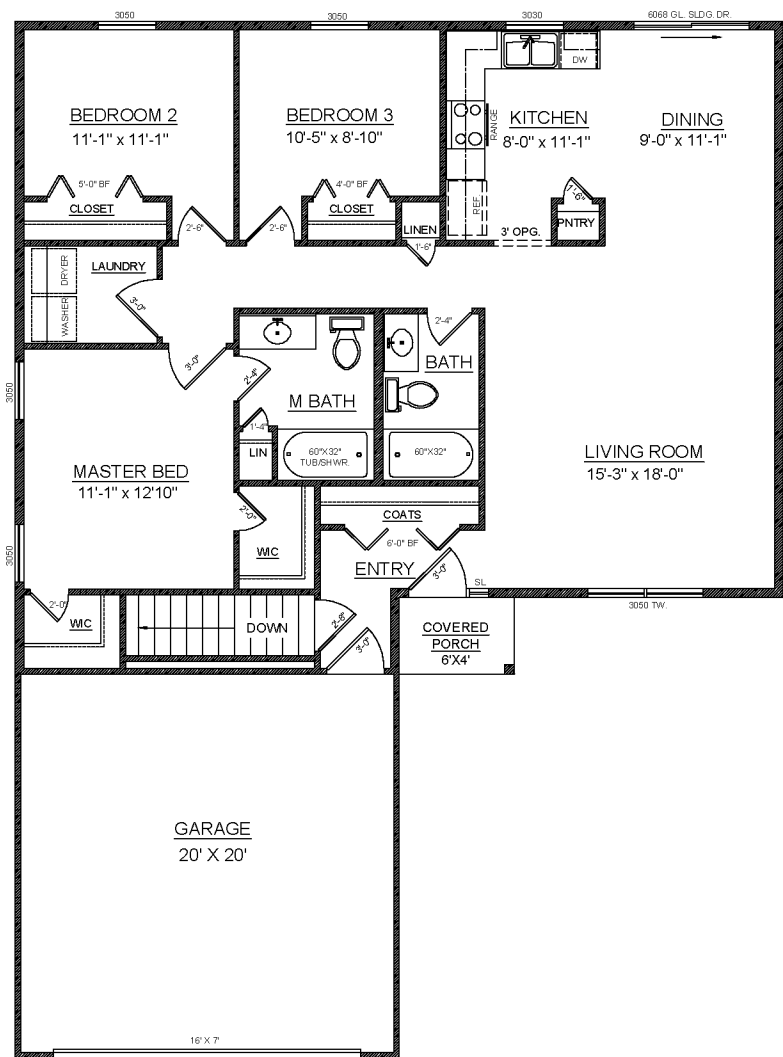 3050
3050
3030
6068 GL. SLDG. DR.
DW
BEDROOM 2
11'-1" x 11'-1"
BEDROOM 3
10'-5" x 8'-10"
RANGE
KITCHEN
8'-0" x 11'-1"
DINING
9'-0" x 11'-1"
5'-0" BF
CLOSET
4'-0" BF
CLOSET
REF.
1'-6"
PNTRY
2'-6"
2'-6"
LINEN
1'-6"
3' OPG.
DRYER
WASHER
LAUNDRY
3'-0"
2'-4"
BATH
3050
3'-0"
2'-4"
M BATH
1'-4"
LIN
60"X32"
TUB/SHWR.
60"X32"
MASTER BED
11'-1" x 12'10"
LIVING ROOM
15'-3" x 18'-0"
2'-0"
WIC
COATS
6'-0" BF
3050
ENTRY
3'-0"
SL
3050 TW.
2'-0"
WIC
DOWN
2'-8"
3'-0"
COVERED
PORCH
6'X4'
GARAGE
20' X 20'
16' X 7'